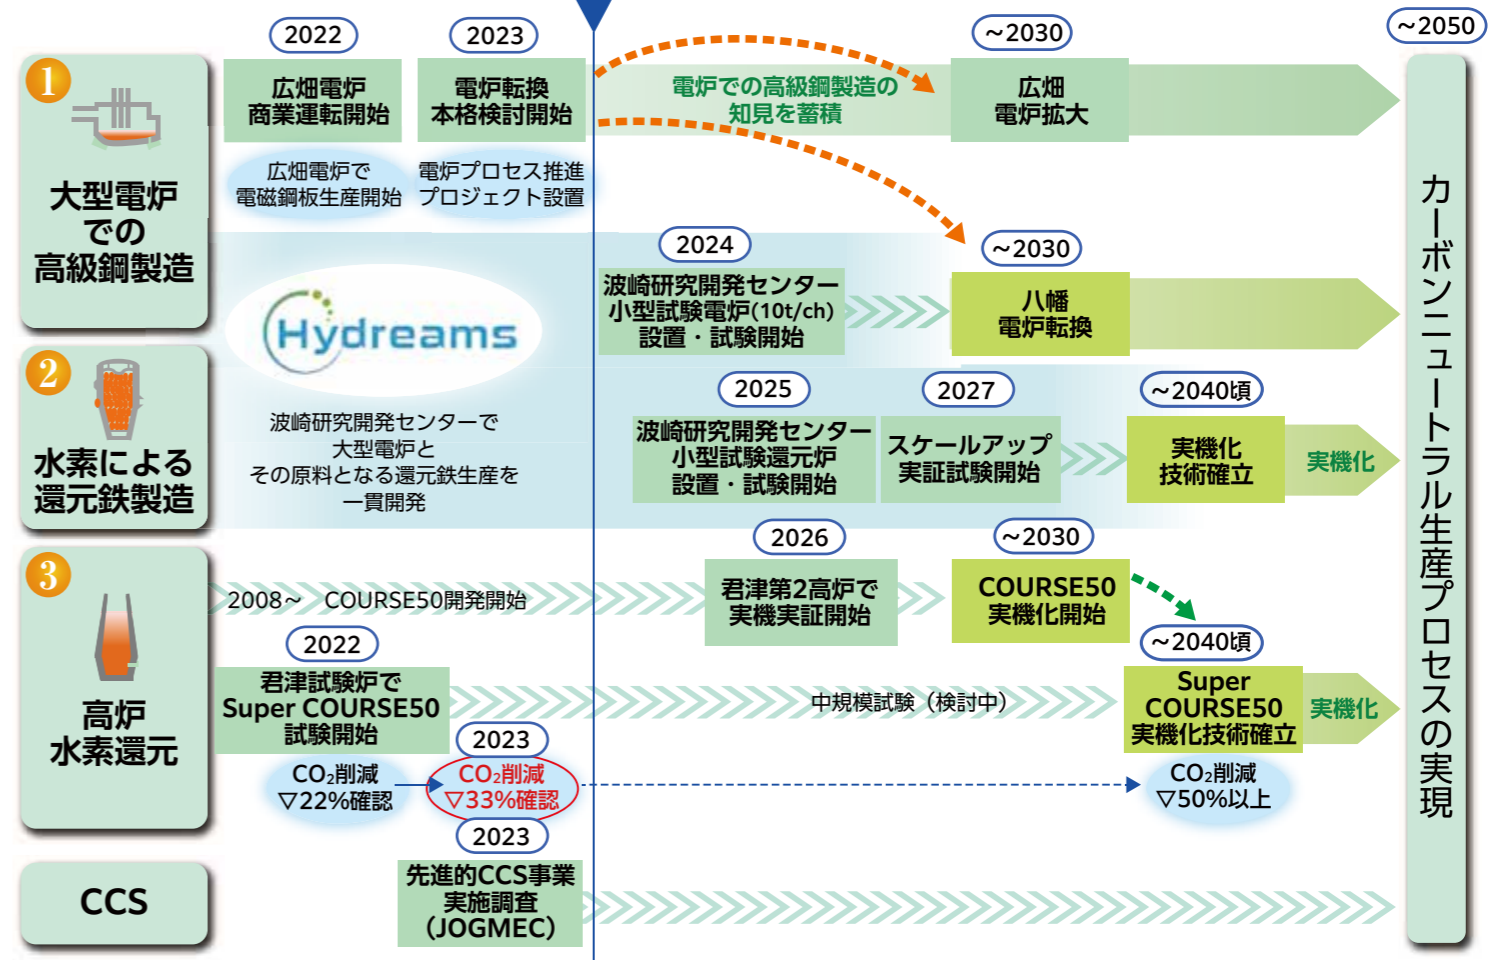 2022
2023
～2030
～2050
1
大型電炉
での
高級鋼製造
広畑電炉
商業運転開始
電炉転換
本格検討開始
電炉での高級鋼製造の
知見を蓄積
広畑
電炉拡大
広畑電炉で
電磁鋼板生産開始
電炉プロセス推進
プロジェクト設置
2024
波崎研究開発センター
小型試験電炉(10t/ch)
設置・試験開始
～2030
八幡
電炉転換
Hydreams
波崎研究開発センターで
大型電炉と
その原料となる還元鉄生産を
一貫開発
2
水素による
還元鉄製造
2025
波崎研究開発センター
小型試験還元炉
設置・試験開始
2027
スケールアップ
実証試験開始
～2040頃
実機化
技術確立
実機化
3
高炉
水素還元
2008～ COURSE50開発開始
2026
君津第2高炉で
実機実証開始
～2030
COURSE50
実機化開始
2022
君津試験炉で
Super COURSE50
試験開始
中規模試験（検討中）
～2040頃
Super
COURSE50
実機化技術確立
実機化
CO₂削減
▽22%確認
2023
CO₂削減
▽33%確認
CO₂削減
▽50%以上
CCS
2023
先進的CCS事業
実施調査
（JOGMEC）
カーボンニュートラル生産プロセスの実現